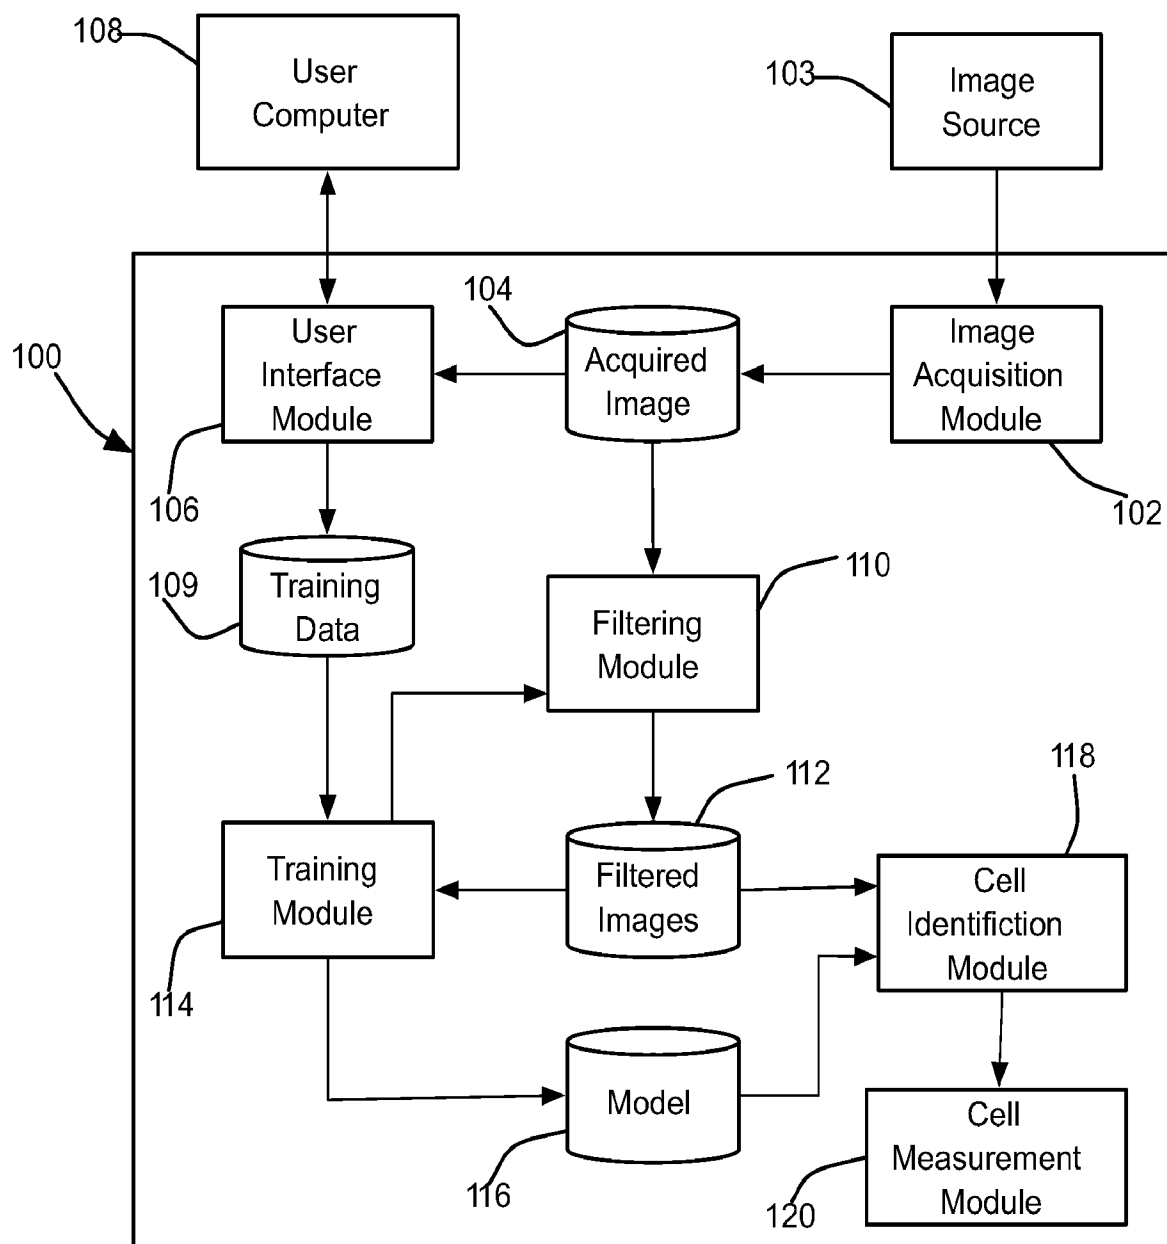 108
User
Computer
103
Image
Source
100
User
Interface
Module
106
104
Acquired
Image
Image
Acquisition
Module
102
109
Training
Data
110
Filtering
Module
112
Filtered
Images
Training
Module
114
118
Cell
Identifiction
Module
Model
116
Cell
Measurement
Module
120